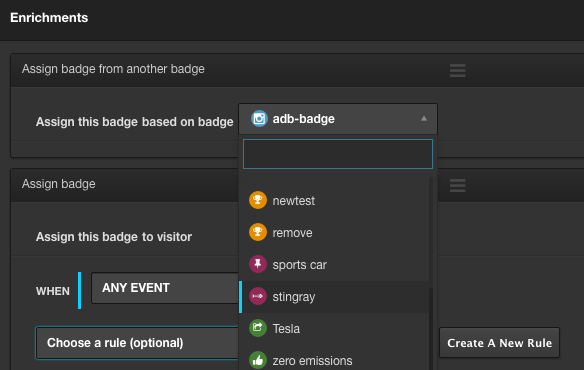 Enrichments
Assign badge from another badge
Assign this badge based on badge
adb-badge
newtest
remove
sports car
stingray
Tesla
zero emissions
Assign badge
Assign this badge to visitor
WHEN
ANY EVENT
Choose a rule (optional)
Create A New Rule